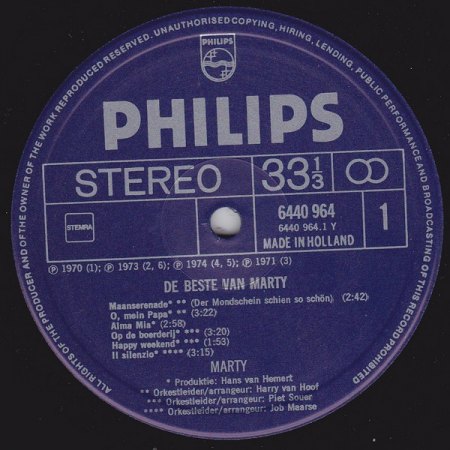 UNAUTHORISED COPYING, HIRING, LENDING, PUBLIC PERFORMANCE AND BROADCASTING OF THIS RECORD PROHIBITED
ALL RIGHTS OF THE PRODUCER AND OF THE OWNER OF THE WORK REPRODUCED RESERVED.
PHILIPS
PHILIPS
STEREO 33⅓
STEMRA 6440 964 1
6440 964.1 Y
MADE IN HOLLAND
Ⓟ 1970 (1); Ⓟ 1973 (2, 6); Ⓟ 1974 (4, 5); Ⓟ 1971 (3)
DE BESTE VAN MARTY
Maanserenade* ** (Der Mondschein schien so schön) (2:42)
O, mein Papa* ** (3:22)
Alma Mia* (2:58)
Op de boerderij* *** (3:20)
Happy weekend* *** (1:53)
Il silenzio* **** (3:15)
MARTY
* Produktie: Hans van Hemert
** Orkestleider/arrangeur: Harry van Hoof
*** Orkestleider/arrangeur: Piet Souer
**** Orkestleider/arrangeur: Job Maarse